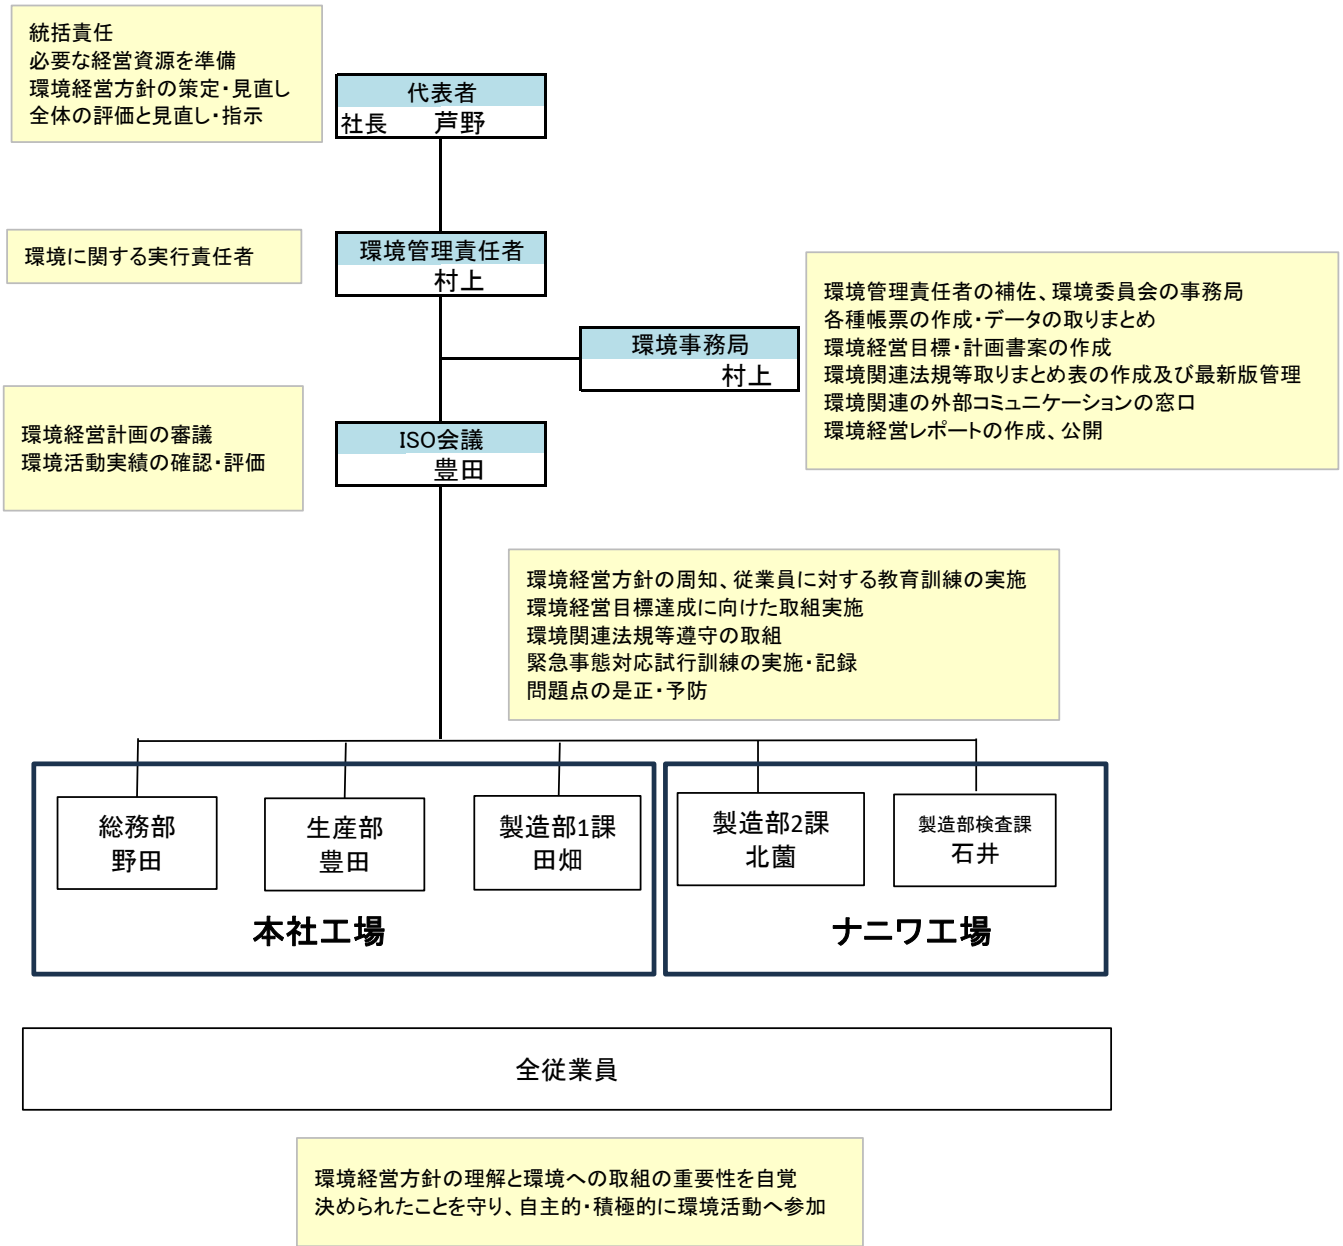 統括責任
必要な経営資源を準備
環境経営方針の策定・見直し
全体の評価と見直し・指示
代表者
社長 芦野
環境に関する実行責任者
環境管理責任者
村上
環境事務局
村上
環境管理責任者の補佐、環境委員会の事務局
各種帳票の作成・データの取りまとめ
環境経営目標・計画書案の作成
環境関連法規等取りまとめ表の作成及び最新版管理
環境関連の外部コミュニケーションの窓口
環境経営レポートの作成、公開
環境経営計画の審議
環境活動実績の確認・評価
ISO会議
豊田
環境経営方針の周知、従業員に対する教育訓練の実施
環境経営目標達成に向けた取組実施
環境関連法規等遵守の取組
緊急事態対応試行訓練の実施・記録
問題点の是正・予防
総務部
野田
生産部
豊田
製造部1課
田畑
本社工場
製造部2課
北薗
製造部検査課
石井
ナニワ工場
全従業員
環境経営方針の理解と環境への取組の重要性を自覚
決められたことを守り、自主的・積極的に環境活動へ参加